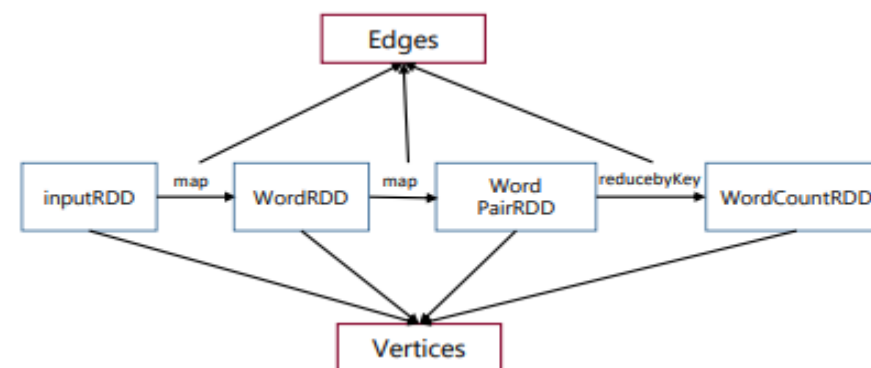 Edges
inputRDD
map
WordRDD
map
Word
PairRDD
reducebyKey
WordCountRDD
Vertices